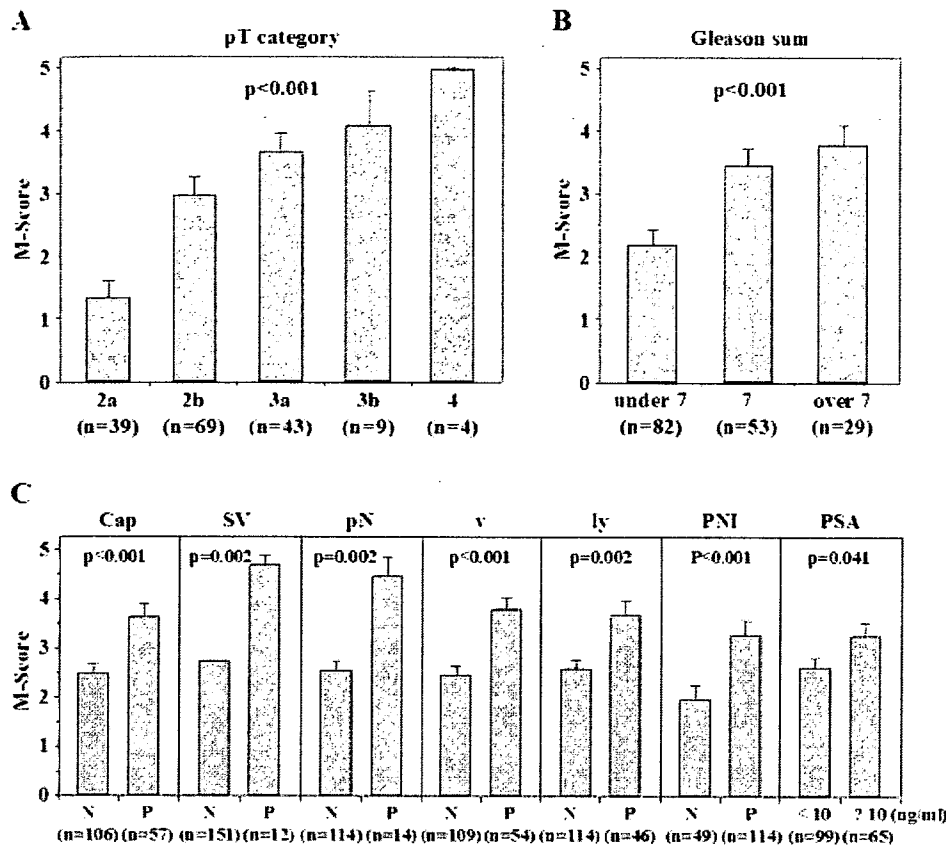 A
pT category
5
p<0.001
4
3
2
1
0
M-Score
2a 2b 3a 3b 4
(n=39) (n=69) (n=43) (n=9) (n=4)
B
Gleason sum
5
p<0.001
4
3
2
1
0
M-Score
under 7 7 over 7
(n=82) (n=53) (n=29)
C
Cap SV pN v ly PNI PSA
5
p<0.001 p=0.002 p=0.002 p<0.001 p=0.002 P<0.001 p=0.041
4
3
2
1
0
M-Score
N P N P N P N P N P N P <10 ?10 (ng/ml)
(n=106) (n=57) (n=151) (n=12) (n=114) (n=14) (n=109) (n=54) (n=114) (n=46) (n=49) (n=114) (n=99) (n=65)